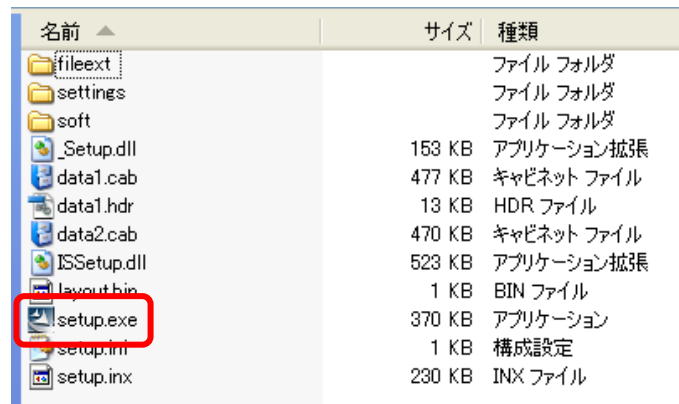 名前 サイズ 種類
fileext ファイル フォルダ
settings ファイル フォルダ
soft ファイル フォルダ
_Setup.dll 153 KB アプリケーション拡張
data1.cab 477 KB キャビネット ファイル
data1.hdr 13 KB HDR ファイル
data2.cab 470 KB キャビネット ファイル
ISSetup.dll 523 KB アプリケーション拡張
layout.bin 1 KB BIN ファイル
setup.exe 370 KB アプリケーション
setup.ini 1 KB 構成設定
setup.inx 230 KB INX ファイル